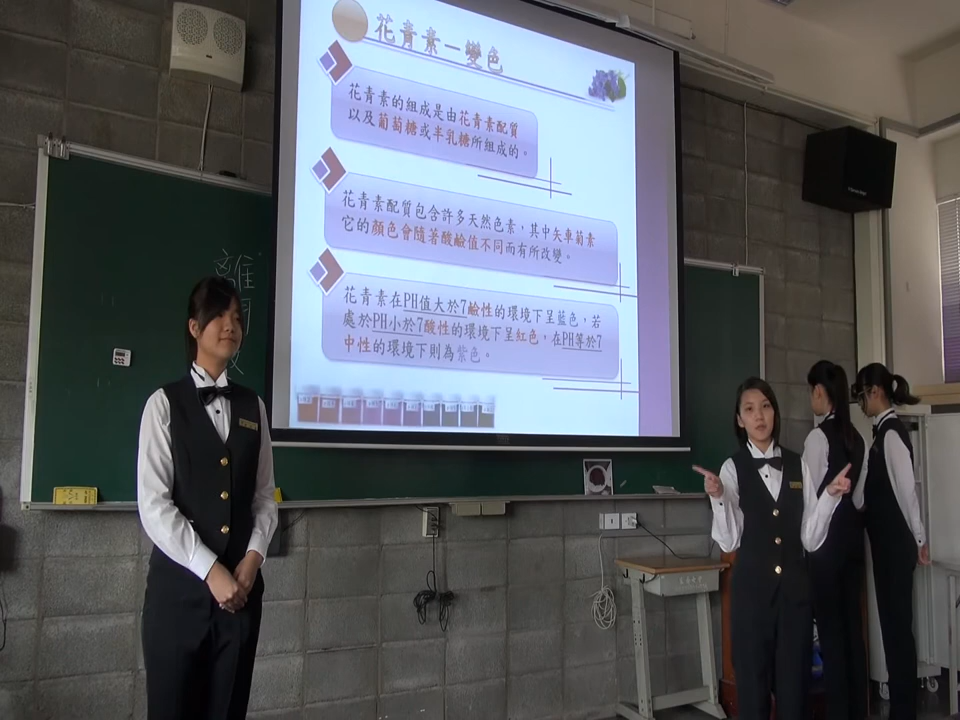 花青素－變色
花青素的組成是由花青素配質
以及葡萄糖或半乳糖所組成的。
花青素配質包含許多天然色素，其中矢車菊素
它的顏色會隨著酸鹼值不同而有所改變。
花青素在PH值大於7鹼性的環境下呈藍色，若
處於PH小於7酸性的環境下呈紅色，在PH等於7
中性的環境下則為紫色。
離